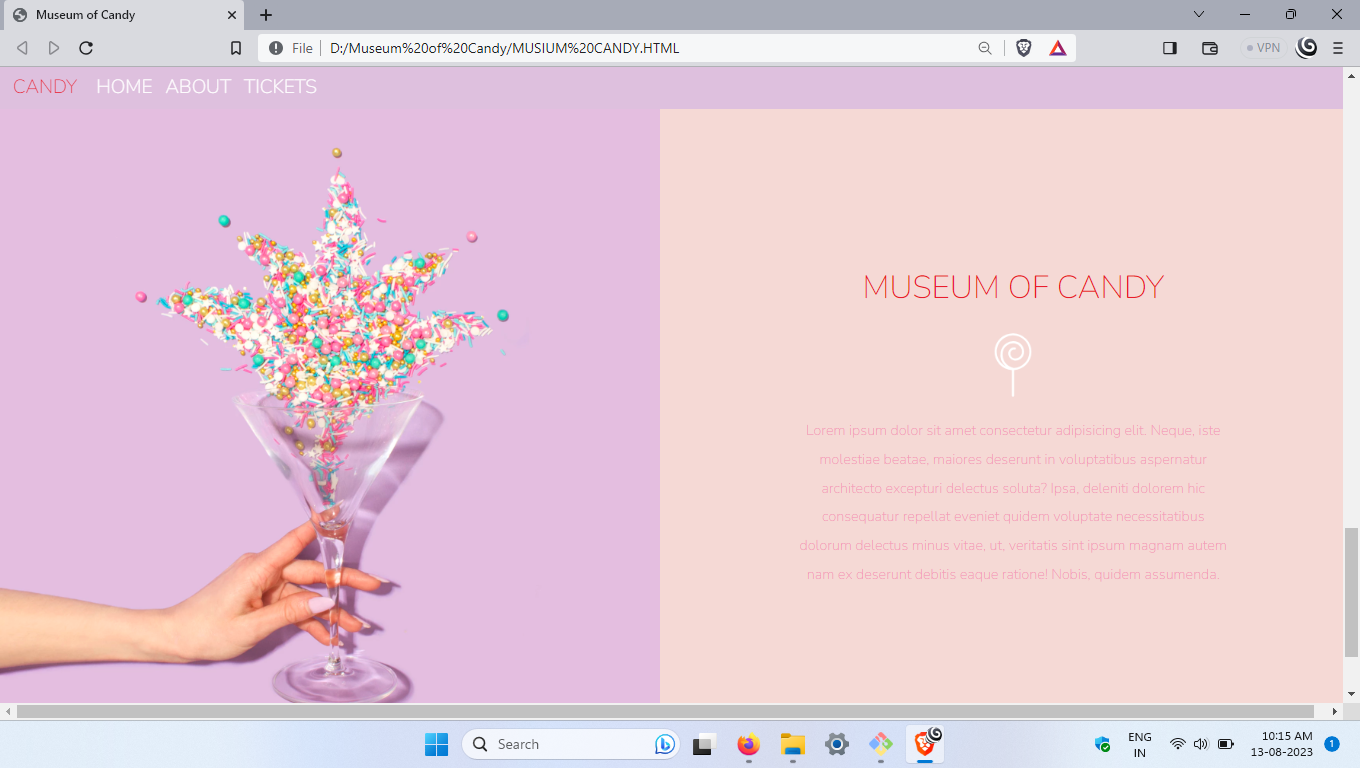 Museum of Candy
File
D:/Museum%20of%20Candy/MUSIUM%20CANDY.HTML
VPN
CANDY HOME ABOUT TICKETS
MUSEUM OF CANDY
Lorem ipsum dolor sit amet consectetur adipisicing elit. Neque, iste
molestiae beatae, maiores deserunt in voluptatibus aspernatur
architecto excepturi delectus soluta? Ipsa, deleniti dolorem hic
consequatur repellat eveniet quidem voluptate necessitatibus
dolorum delectus minus vitae, ut, veritatis sint ipsum magnam autem
nam ex deserunt debitis eaque ratione! Nobis, quidem assumenda.
Search
ENG
IN
10:15 AM
13-08-2023
1